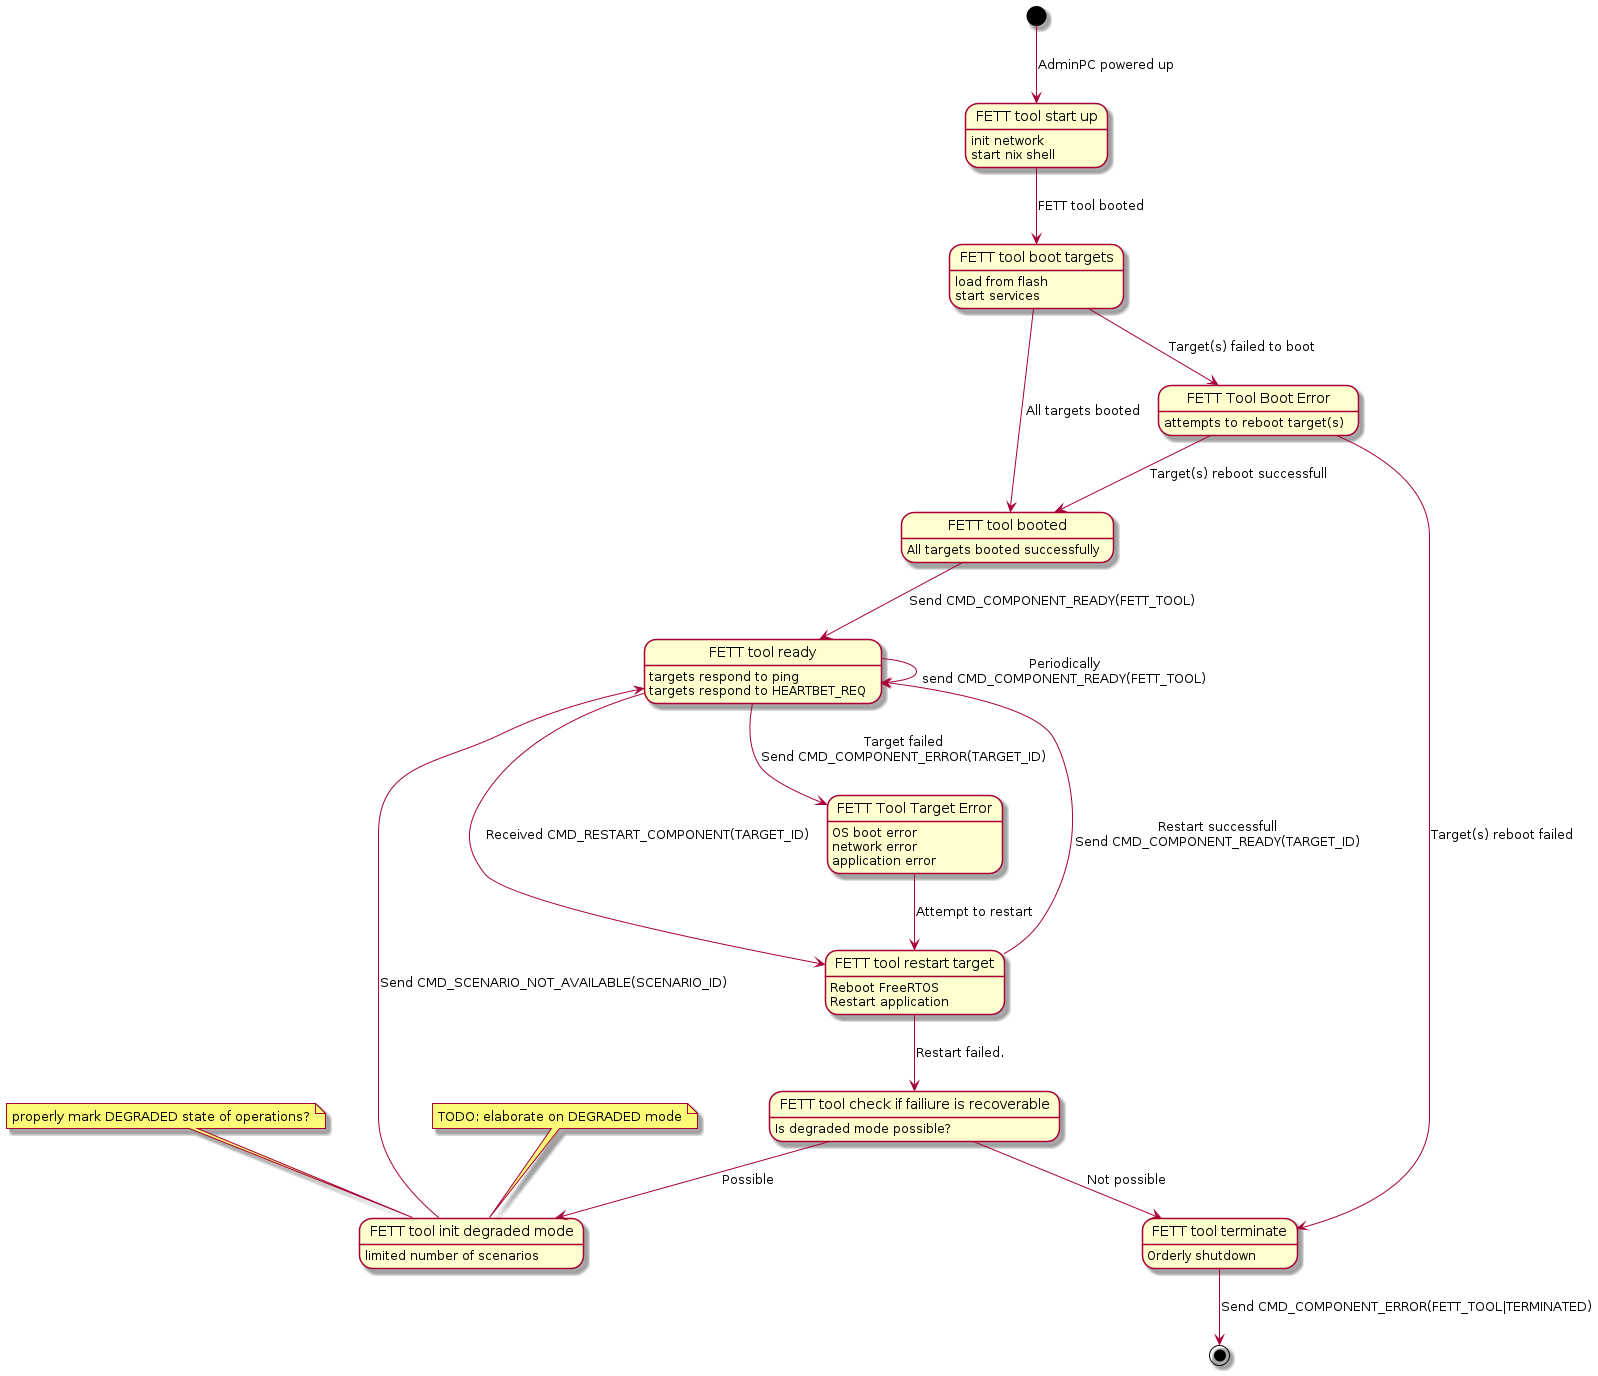 AdminPC powered up
FETT tool start up
init network
start nix shell
FETT tool booted
FETT tool boot targets
load from flash
start services
Target(s) failed to boot
FETT Tool Boot Error
attempts to reboot target(s)
All targets booted
Target(s) reboot successfull
FETT tool booted
All targets booted successfully
Send CMD_COMPONENT_READY(FETT_TOOL)
FETT tool ready
targets respond to ping
targets respond to HEARTBET_REQ
Periodically
send CMD_COMPONENT_READY(FETT_TOOL)
Target failed
Send CMD_COMPONENT_ERROR(TARGET_ID)
FETT Tool Target Error
OS boot error
network error
application error
Received CMD_RESTART_COMPONENT(TARGET_ID)
Restart successfull
Send CMD_COMPONENT_READY(TARGET_ID)
Target(s) reboot failed
Attempt to restart
FETT tool restart target
Reboot FreeRTOS
Restart application
Send CMD_SCENARIO_NOT_AVAILABLE(SCENARIO_ID)
Restart failed.
FETT tool check if failiure is recoverable
Is degraded mode possible?
properly mark DEGRADED state of operations?
TODO: elaborate on DEGRADED mode
Possible
Not possible
FETT tool init degraded mode
limited number of scenarios
FETT tool terminate
Orderly shutdown
Send CMD_COMPONENT_ERROR(FETT_TOOL|TERMINATED)